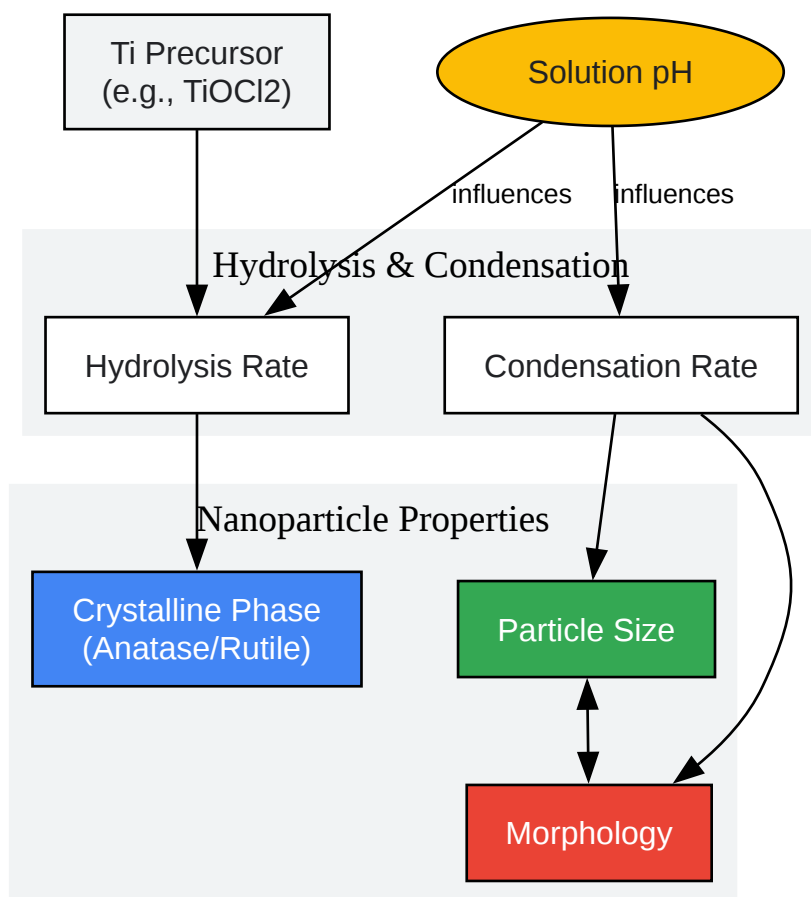 Ti Precursor
(e.g., TiOCl2)
Solution pH
influences
influences
Hydrolysis & Condensation
Hydrolysis Rate
Condensation Rate
Nanoparticle Properties
Crystalline Phase
(Anatase/Rutile)
Particle Size
Morphology